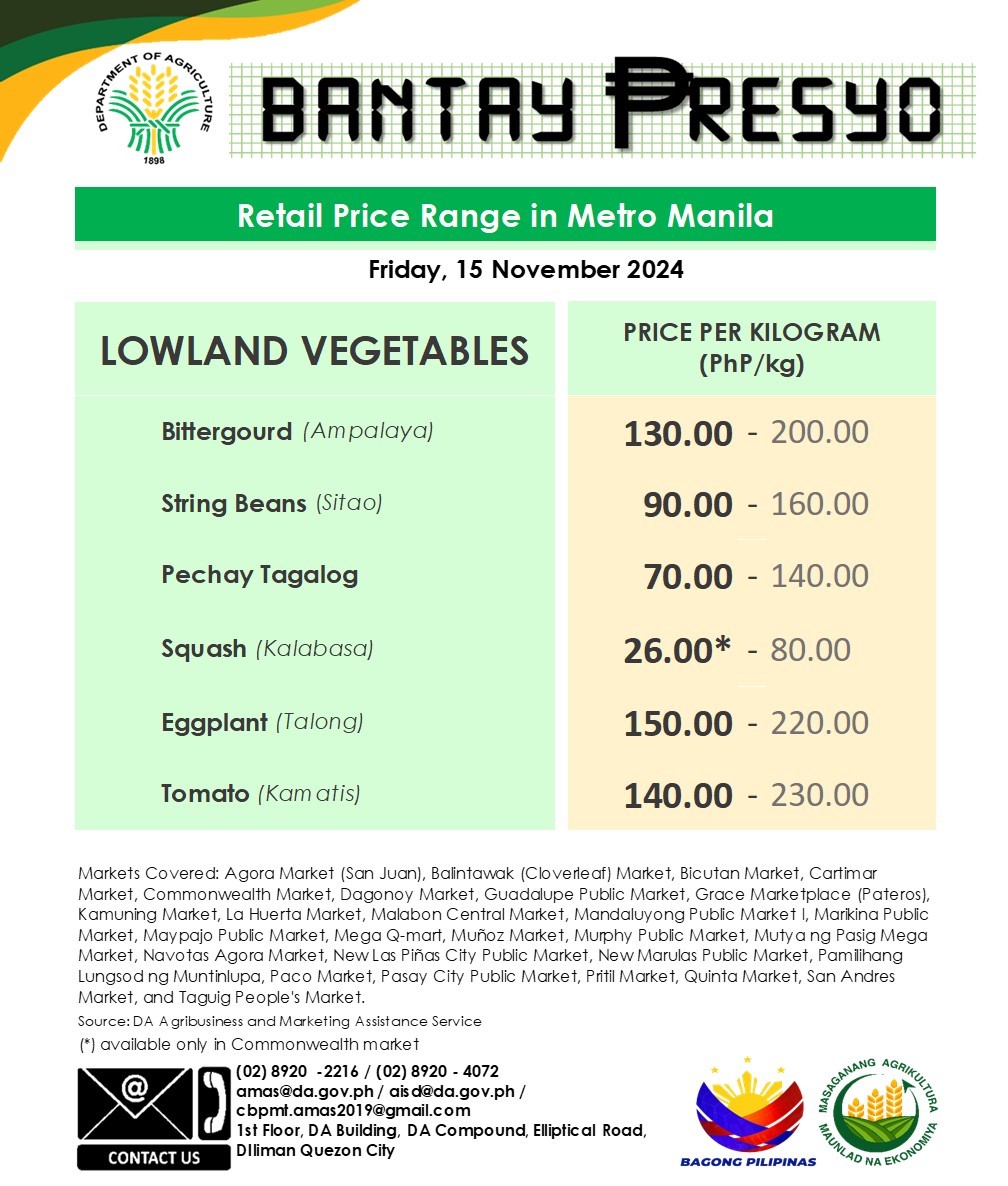 DEPARTMENT OF AGRICULTURE
1898
BANTAY PRESYO
Retail Price Range in Metro Manila
Friday, 15 November 2024
LOWLAND VEGETABLES
PRICE PER KILOGRAM
(PhP/kg)
Bittergourd (Ampalaya) 130.00 - 200.00
String Beans (Sitao) 90.00 - 160.00
Pechay Tagalog 70.00 - 140.00
Squash (Kalabasa) 26.00* - 80.00
Eggplant (Talong) 150.00 - 220.00
Tomato (Kamatis) 140.00 - 230.00
Markets Covered: Agora Market (San Juan), Balintawak (Cloverleaf) Market, Bicutan Market, Cartimar
Market, Commonwealth Market, Dagonoy Market, Guadalupe Public Market, Grace Marketplace (Pateros),
Kamuning Market, La Huerta Market, Malabon Central Market, Mandaluyong Public Market I, Marikina Public
Market, Maypajo Public Market, Mega Q-mart, Muñoz Market, Murphy Public Market, Mutya ng Pasig Mega
Market, Navotas Agora Market, New Las Piñas City Public Market, New Marulas Public Market, Pamilihang
Lungsod ng Muntinlupa, Paco Market, Pasay City Public Market, Pritil Market, Quinta Market, San Andres
Market, and Taguig People's Market.
Source: DA Agribusiness and Marketing Assistance Service
(*) available only in Commonwealth market
(02) 8920 -2216 / (02) 8920 - 4072
amas@da.gov.ph / aisd@da.gov.ph /
cbpmt.amas2019@gmail.com
1st Floor, DA Building, DA Compound, Elliptical Road,
DIliman Quezon City
@
CONTACT US
BAGONG PILIPINAS
MASAGANANG AGRIKULTURA
MAUNLAD NA EKONOMIYA